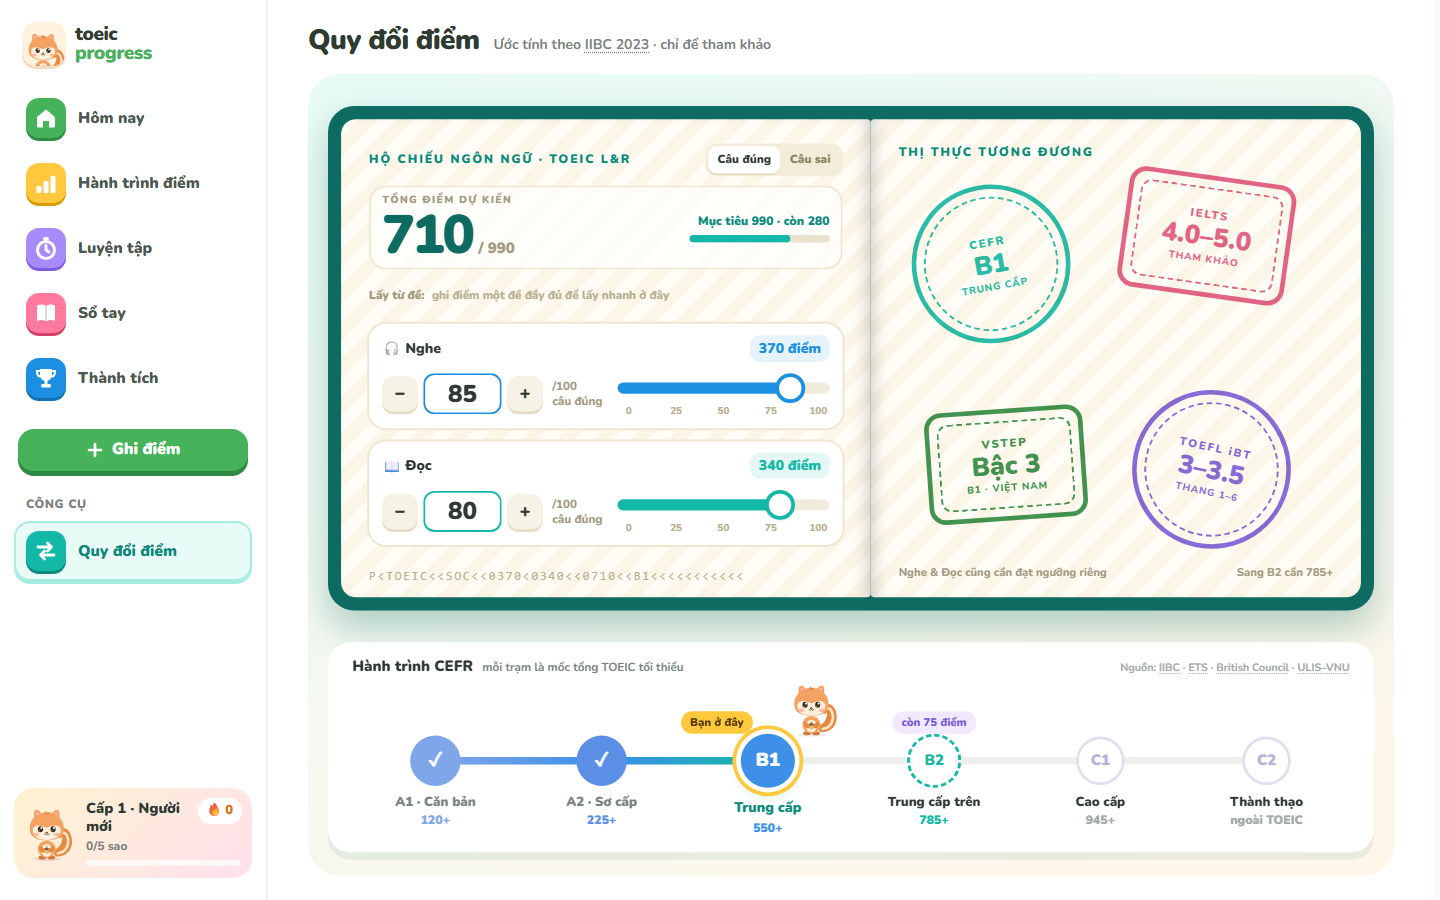 toeic
progress
Hôm nay
Hành trình điểm
Luyện tập
Sổ tay
Thành tích
+ Ghi điểm
CÔNG CỤ
Quy đổi điểm
Cấp 1 · Người mới
🔥 0
0/5 sao
Quy đổi điểm
Ước tính theo IIBC 2023 · chỉ để tham khảo
HỘ CHIẾU NGÔN NGỮ · TOEIC L&R
Câu đúng
Câu sai
TỔNG ĐIỂM DỰ KIẾN
710 / 990
Mục tiêu 990 · còn 280
Lấy từ đề: ghi điểm một đề đầy đủ để lấy nhanh ở đây
Nghe
370 điểm
− 85 +
/100
câu đúng
0 25 50 75 100
Đọc
340 điểm
− 80 +
/100
câu đúng
0 25 50 75 100
P<TOEIC<<SOC<<0370<0340<<0710<<B1<<<<<<<<<<<
THỊ THỰC TƯƠNG ĐƯƠNG
CEFR
B1
TRUNG CẤP
IELTS
4.0–5.0
THAM KHẢO
VSTEP
Bậc 3
B1 · VIỆT NAM
TOEFL iBT
3–3.5
THANG 1–6
Nghe & Đọc cũng cần đạt ngưỡng riêng
Sang B2 cần 785+
Hành trình CEFR
mỗi trạm là mốc tổng TOEIC tối thiểu
Nguồn: IIBC · ETS · British Council · ULIS–VNU
Bạn ở đây
còn 75 điểm
✓ ✓ B1 B2 C1 C2
A1 · Căn bản
120+
A2 · Sơ cấp
225+
Trung cấp
550+
Trung cấp trên
785+
Cao cấp
945+
Thành thạo
ngoài TOEIC